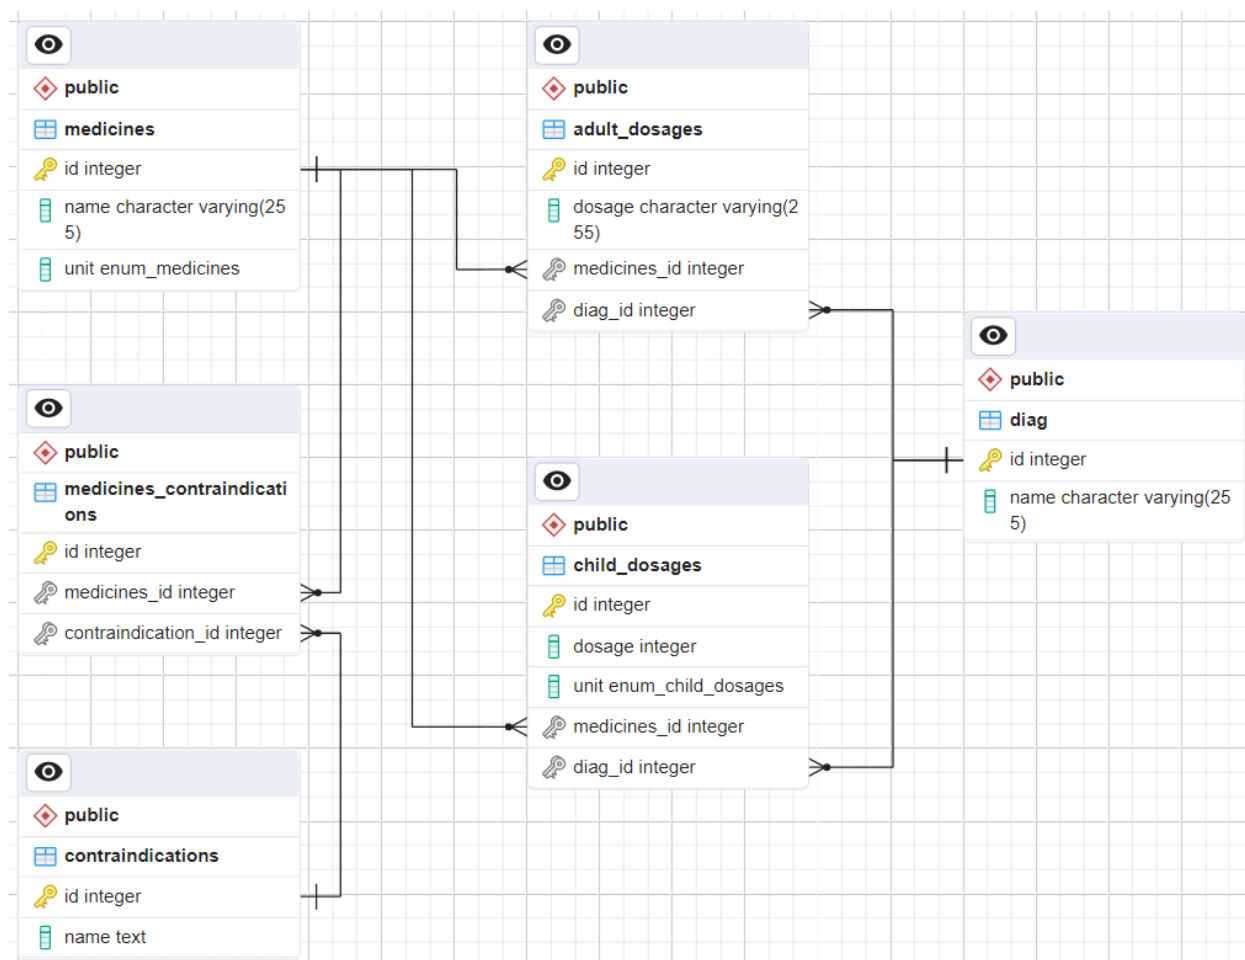 public
medicines
id integer
name character varying(25
5)
unit enum_medicines
public
medicines_contraindicati
ons
id integer
medicines_id integer
contraindication_id integer
public
contraindications
id integer
name text
public
adult_dosages
id integer
dosage character varying(2
55)
medicines_id integer
diag_id integer
public
child_dosages
id integer
dosage integer
unit enum_child_dosages
medicines_id integer
diag_id integer
public
diag
id integer
name character varying(25
5)